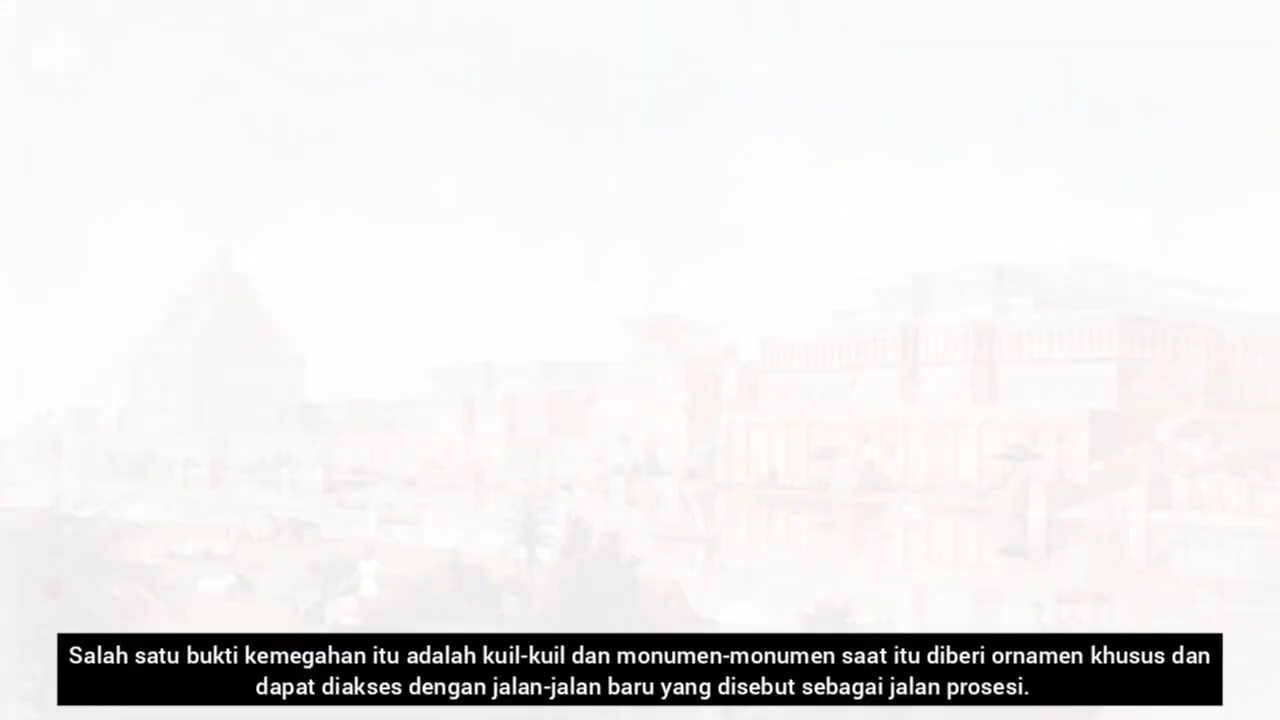 Salah satu bukti kemegahan itu adalah kuil-kuil dan monumen-monumen saat itu diberi ornamen khusus dan
dapat diakses dengan jalan-jalan baru yang disebut sebagai jalan prosesi.